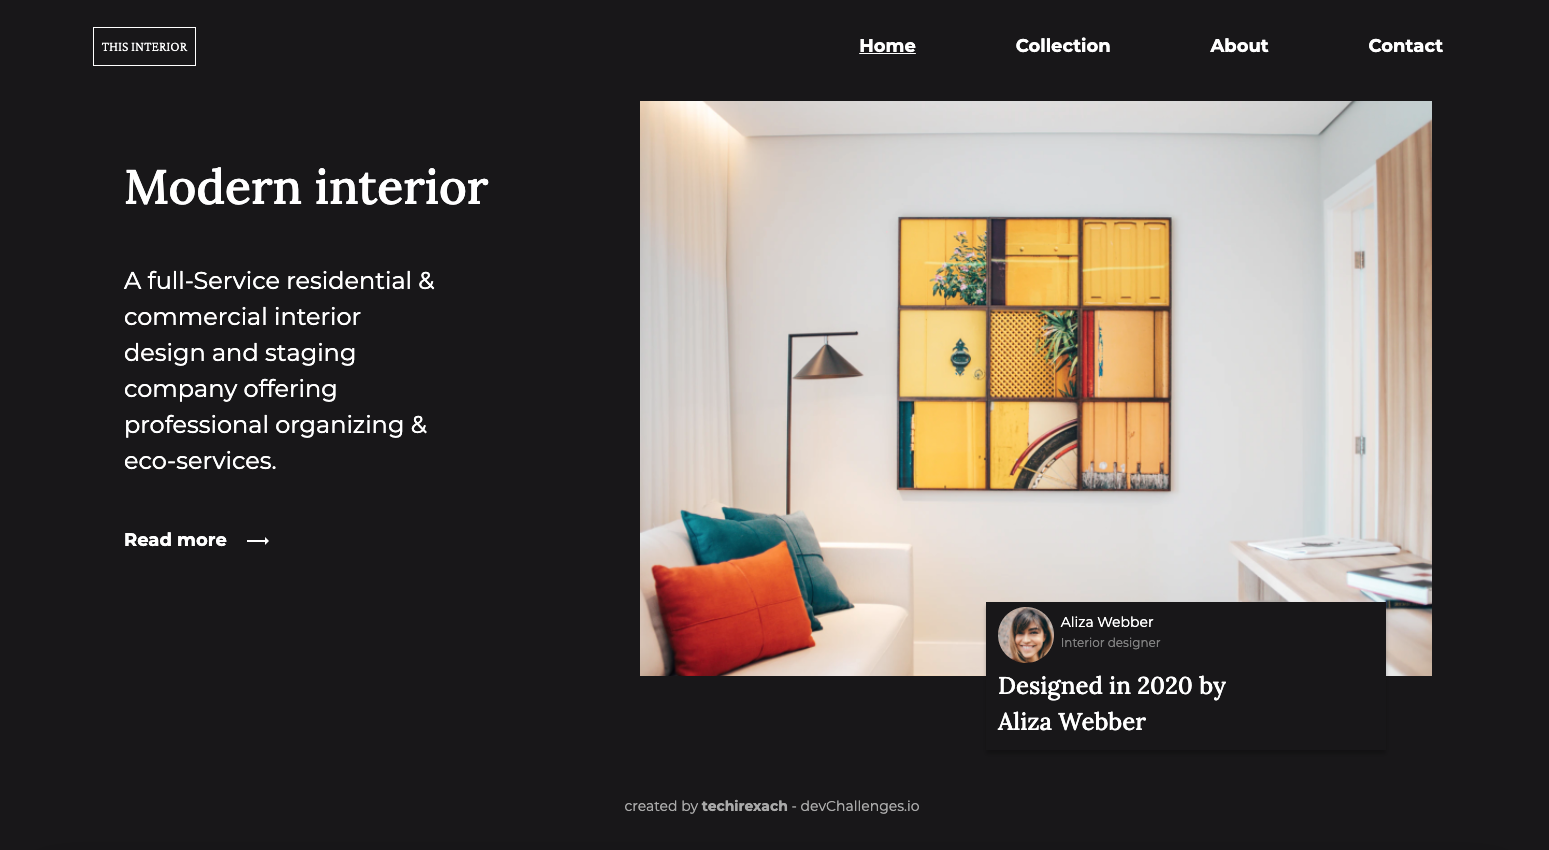 THIS INTERIOR
Home
Collection
About
Contact
Modern interior
A full-Service residential &
commercial interior
design and staging
company offering
professional organizing &
eco-services.
Read more
Aliza Webber
Interior designer
Designed in 2020 by
Aliza Webber
created by techirexach - devChallenges.io